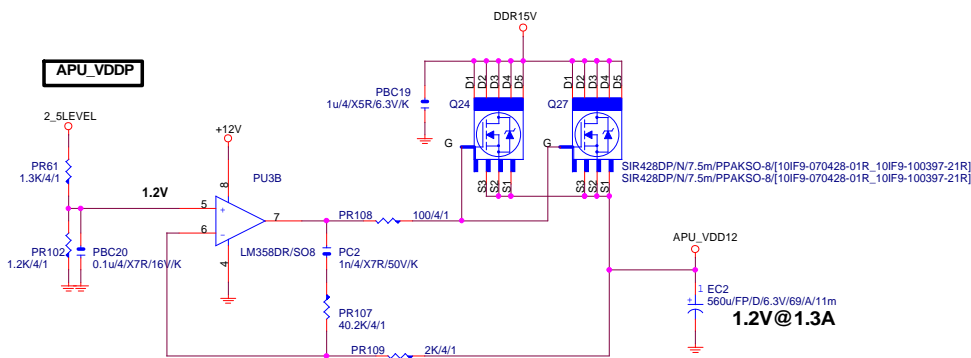 DDR15V
APU_VDDP
D1 D2 D3 D4 D5
D1 D2 D3 D4 D5
PBC19
1u/4/X5R/6.3V/K
Q24
Q27
2_5LEVEL
+12V
G
G
PR61
1.3K/4/1
SIR428DP/N/7.5m/PPAKSO-8/[10IF9-070428-01R_10IF9-100397-21R]
SIR428DP/N/7.5m/PPAKSO-8/[10IF9-070428-01R_10IF9-100397-21R]
S3 S2 S1
S3 S2 S1
1.2V
8
PU3B
5
+
7
6
-
4
PR108
100/4/1
PR102
1.2K/4/1
PBC20
0.1u/4/X7R/16V/K
LM358DR/SO8
PC2
1n/4/X7R/50V/K
APU_VDD12
1
+
EC2
560u/FP/D/6.3V/69/A/11m
1.2V@1.3A
PR107
40.2K/4/1
PR109
2K/4/1